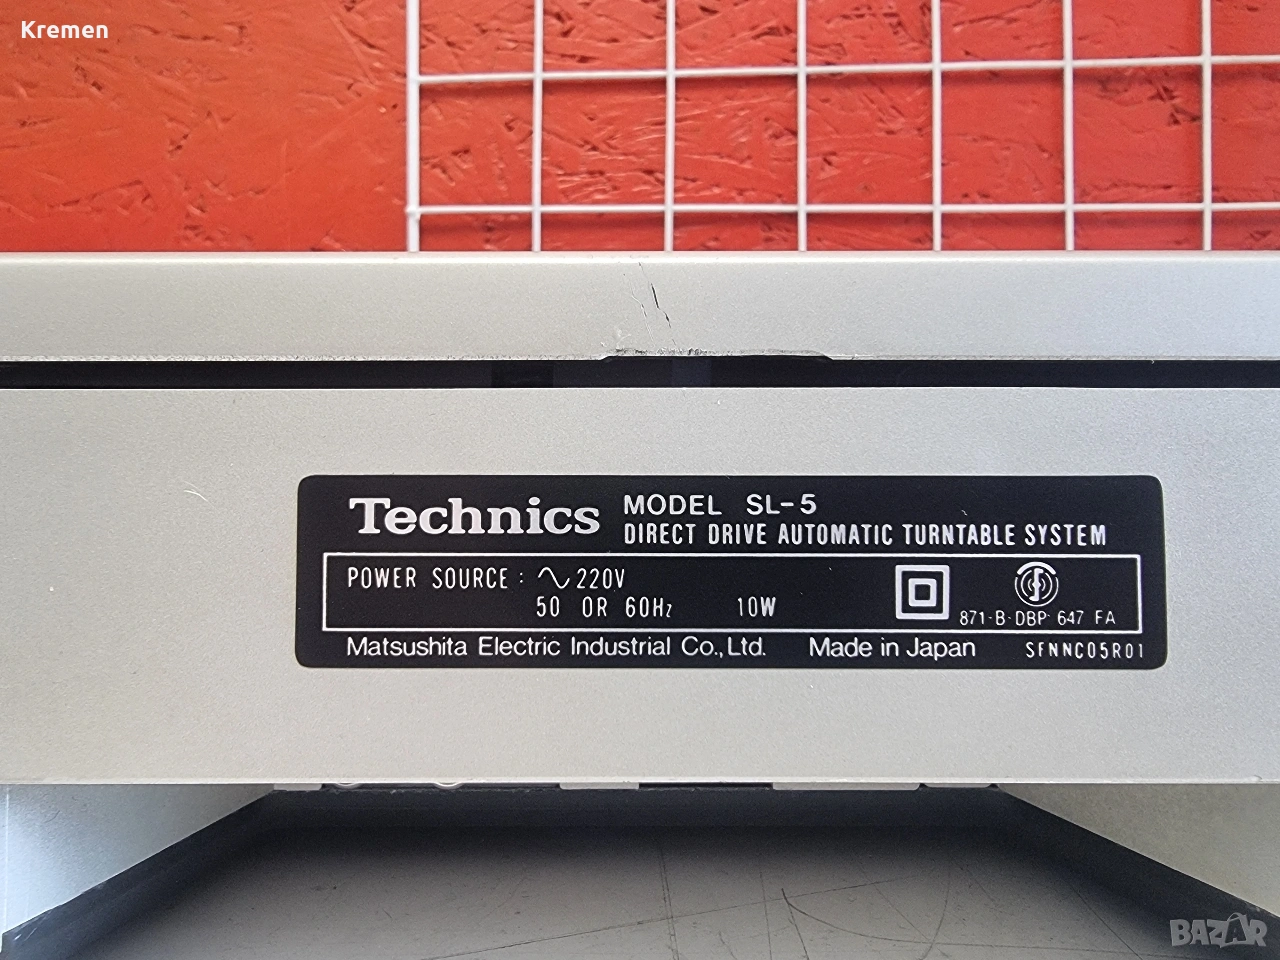 Kremen
Technics MODEL SL-5
DIRECT DRIVE AUTOMATIC TURNTABLE SYSTEM
POWER SOURCE : ∿ 220V
50 OR 60Hz 10W
871-B-DBP-647 FA
Matsushita Electric Industrial Co., Ltd. Made in Japan SFNNC05R01
BAZAR